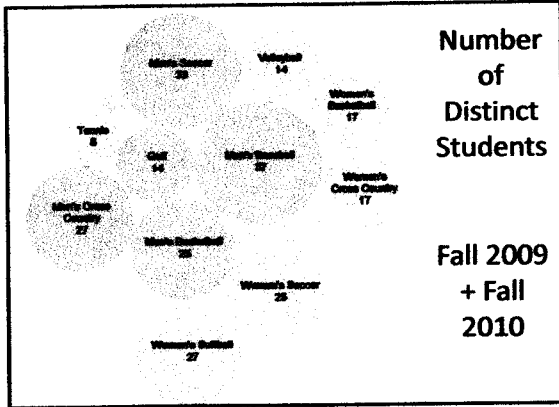 Men's Soccer
Volleyball
14
Women's
Basketball
17
Tennis
Golf
14
Men's Baseball
Women's
Cross Country
17
Men's Cross
Country
27
Men's Basketball
Women's Soccer
Women's Softball
27
Number
of
Distinct
Students
Fall 2009
+ Fall
2010